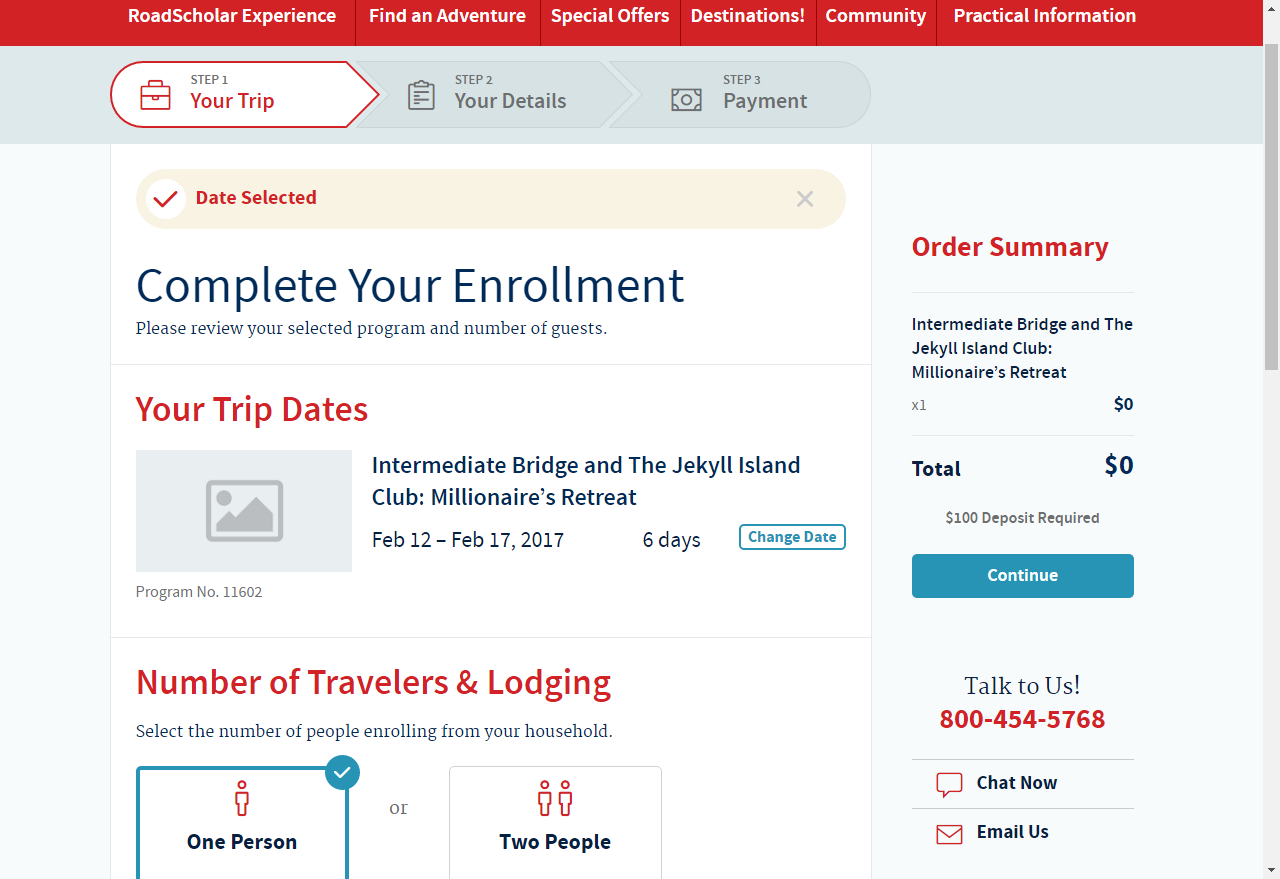 RoadScholar Experience
Find an Adventure
Special Offers
Destinations!
Community
Practical Information
STEP 1
Your Trip
STEP 2
Your Details
STEP 3
Payment
Date Selected
Complete Your Enrollment
Please review your selected program and number of guests.
Your Trip Dates
Intermediate Bridge and The Jekyll Island
Club: Millionaire’s Retreat
Feb 12 – Feb 17, 2017
6 days
Change Date
Program No. 11602
Number of Travelers & Lodging
Select the number of people enrolling from your household.
One Person
or
Two People
Order Summary
Intermediate Bridge and The
Jekyll Island Club:
Millionaire’s Retreat
x1 $0
Total $0
$100 Deposit Required
Continue
Talk to Us!
800-454-5768
Chat Now
Email Us